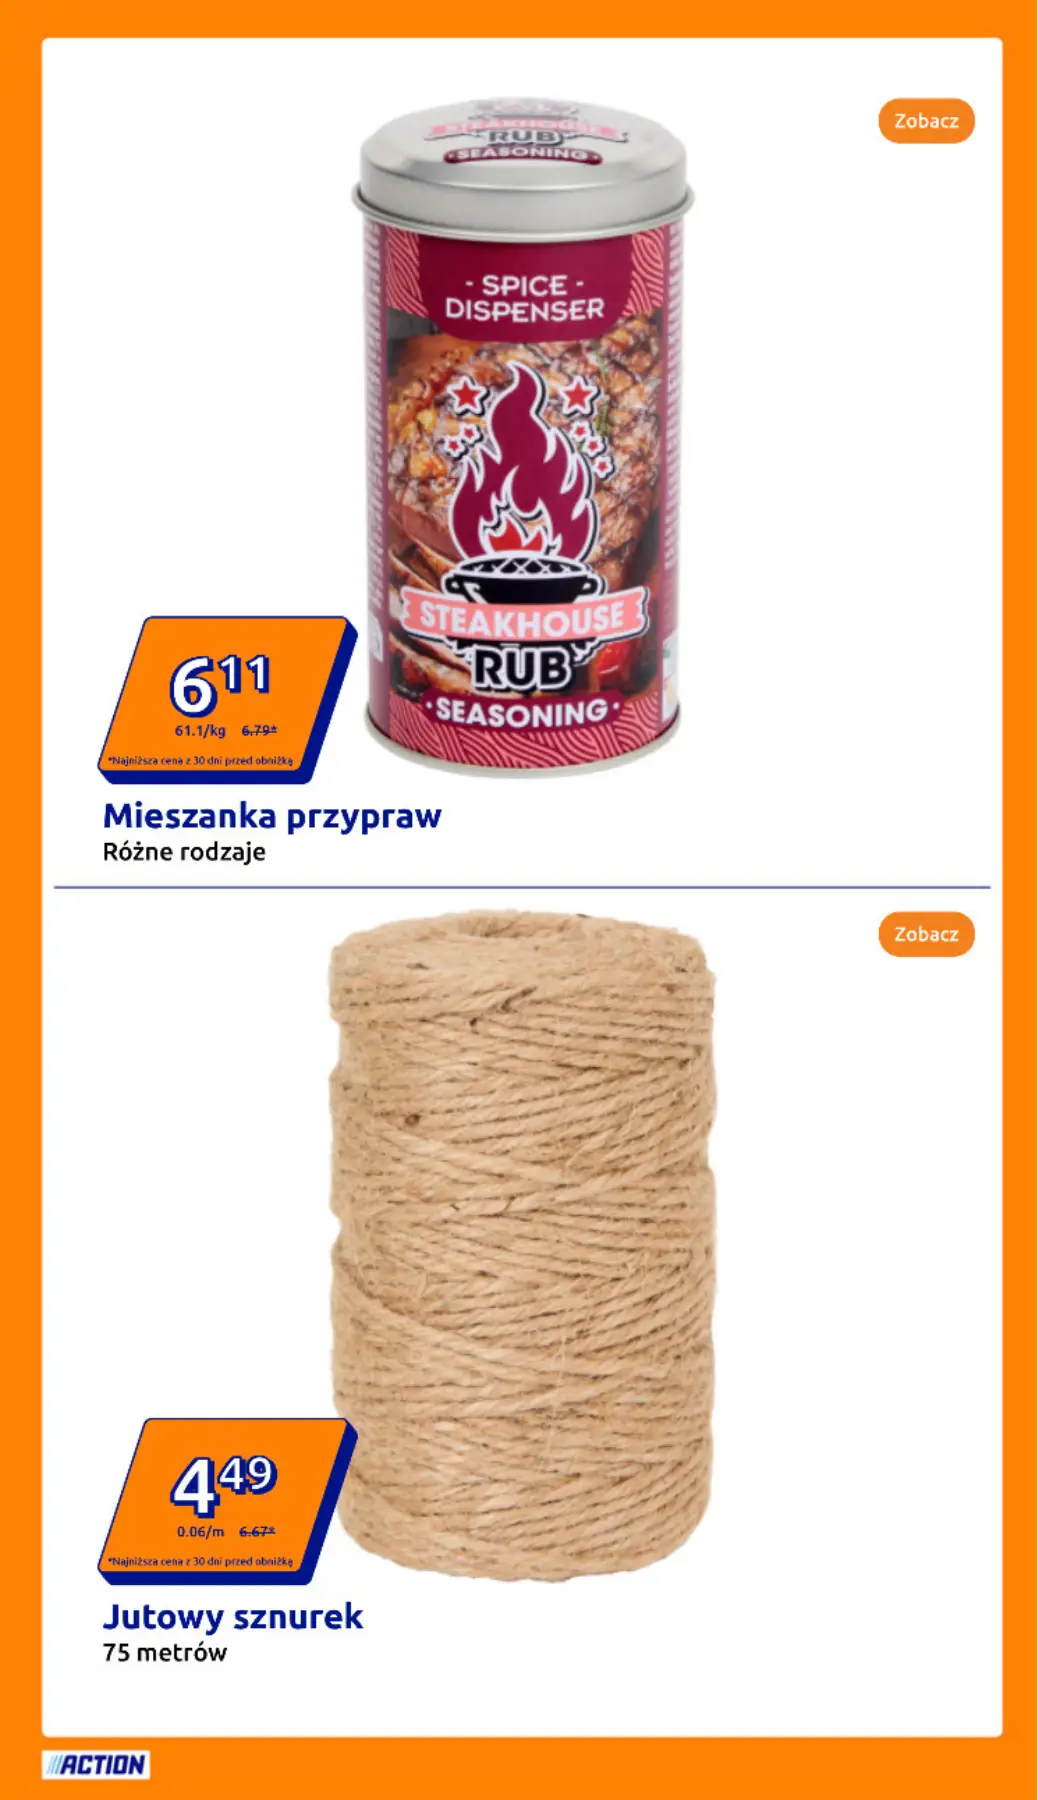 Zobacz
STEAKHOUSE
RUB
SEASONING
- SPICE -
DISPENSER
STEAKHOUSE
RUB
• SEASONING •
6 11
61.1/kg 6.79*
*Najniższa cena z 30 dni przed obniżką
Mieszanka przypraw
Różne rodzaje
Zobacz
4 49
0.06/m 6.67*
*Najniższa cena z 30 dni przed obniżką
Jutowy sznurek
75 metrów
ACTION